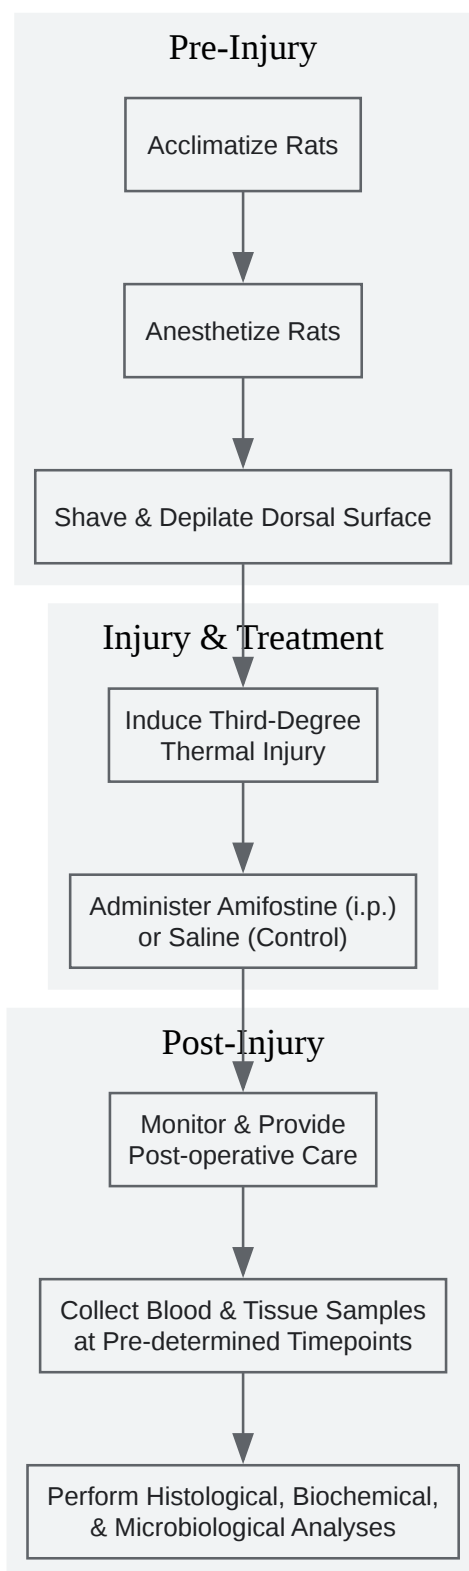 Pre-Injury
Acclimatize Rats
Anesthetize Rats
Shave & Depilate Dorsal Surface
Injury & Treatment
Induce Third-Degree
Thermal Injury
Administer Amifostine (i.p.)
or Saline (Control)
Post-Injury
Monitor & Provide
Post-operative Care
Collect Blood & Tissue Samples
at Pre-determined Timepoints
Perform Histological, Biochemical,
& Microbiological Analyses